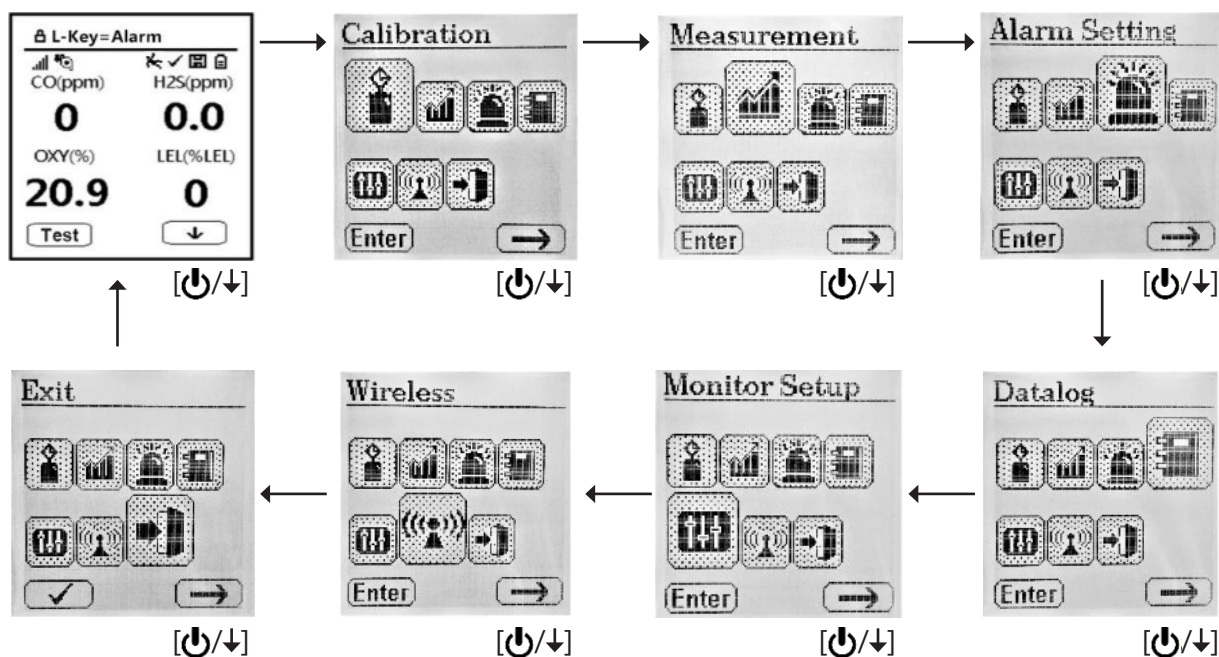 L-Key=Alarm
CO(ppm) H2S(ppm)
0 0.0
OXY(%) LEL(%LEL)
20.9 0
Test ↓
[⏻/↓]
Calibration
Enter →
[⏻/↓]
Measurement
Enter →
[⏻/↓]
Alarm Setting
Enter →
[⏻/↓]
Exit
✓ →
[⏻/↓]
Wireless
Enter →
[⏻/↓]
Monitor Setup
Enter →
[⏻/↓]
Datalog
Enter →
[⏻/↓]